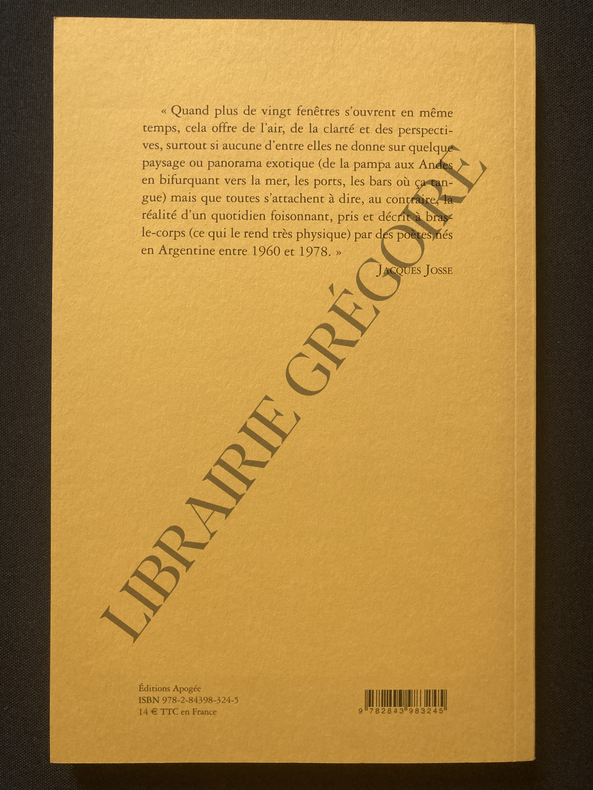 « Quand plus de vingt fenêtres s'ouvrent en même
temps, cela offre de l'air, de la clarté et des perspecti-
ves, surtout si aucune d'entre elles ne donne sur quelque
paysage ou panorama exotique (de la pampa aux Andes
en bifurquant vers la mer, les ports, les bars où ça tan-
gue) mais que toutes s'attachent à dire, au contraire, la
réalité d'un quotidien foisonnant, pris et décrit à bras-
le-corps (ce qui le rend très physique) par des poètes nés
en Argentine entre 1960 et 1978. »
Jacques Josse
LIBRAIRIE GRÉGOIRE
Éditions Apogée
ISBN 978-2-84398-324-5
14 € TTC en France
9 782843 983245